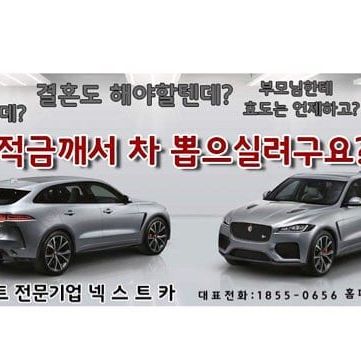 결혼도 해야할텐데?
부모님한테
효도는 언제하고?
데?
적금깨서 차 뽑으실려구요?
트 전문기업 넥 스 트 카
대표전화:1855-0656 홈